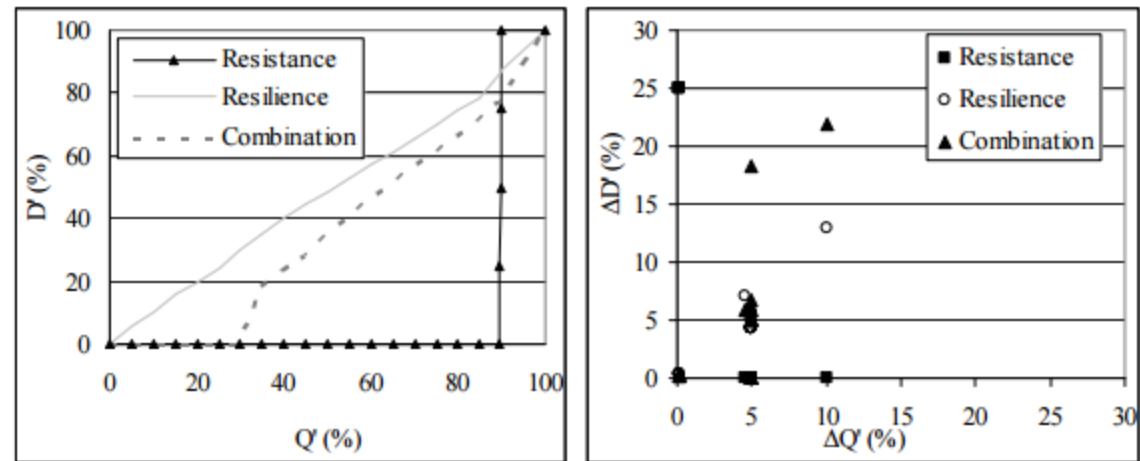 100
80
60
40
20
0
D' (%)
Resistance
Resilience
Combination
0 20 40 60 80 100
Q' (%)
30
25
20
15
10
5
0
ΔD' (%)
Resistance
Resilience
Combination
0 5 10 15 20 25 30
ΔQ' (%)